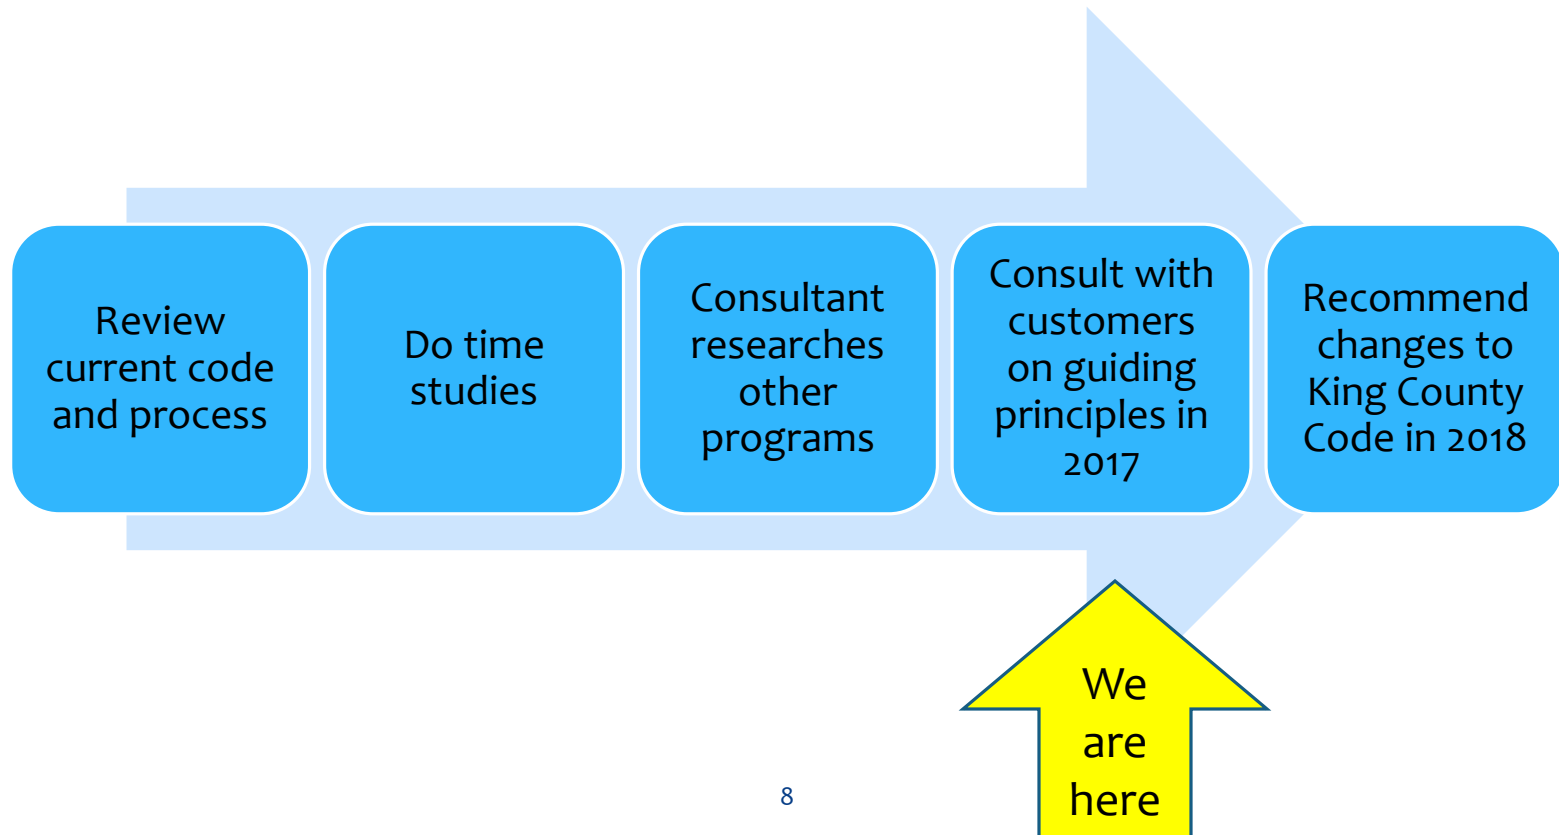 Review
current code
and process
Do time
studies
Consultant
researches
other
programs
Consult with
customers
on guiding
principles in
2017
Recommend
changes to
King County
Code in 2018
We
are
here
8